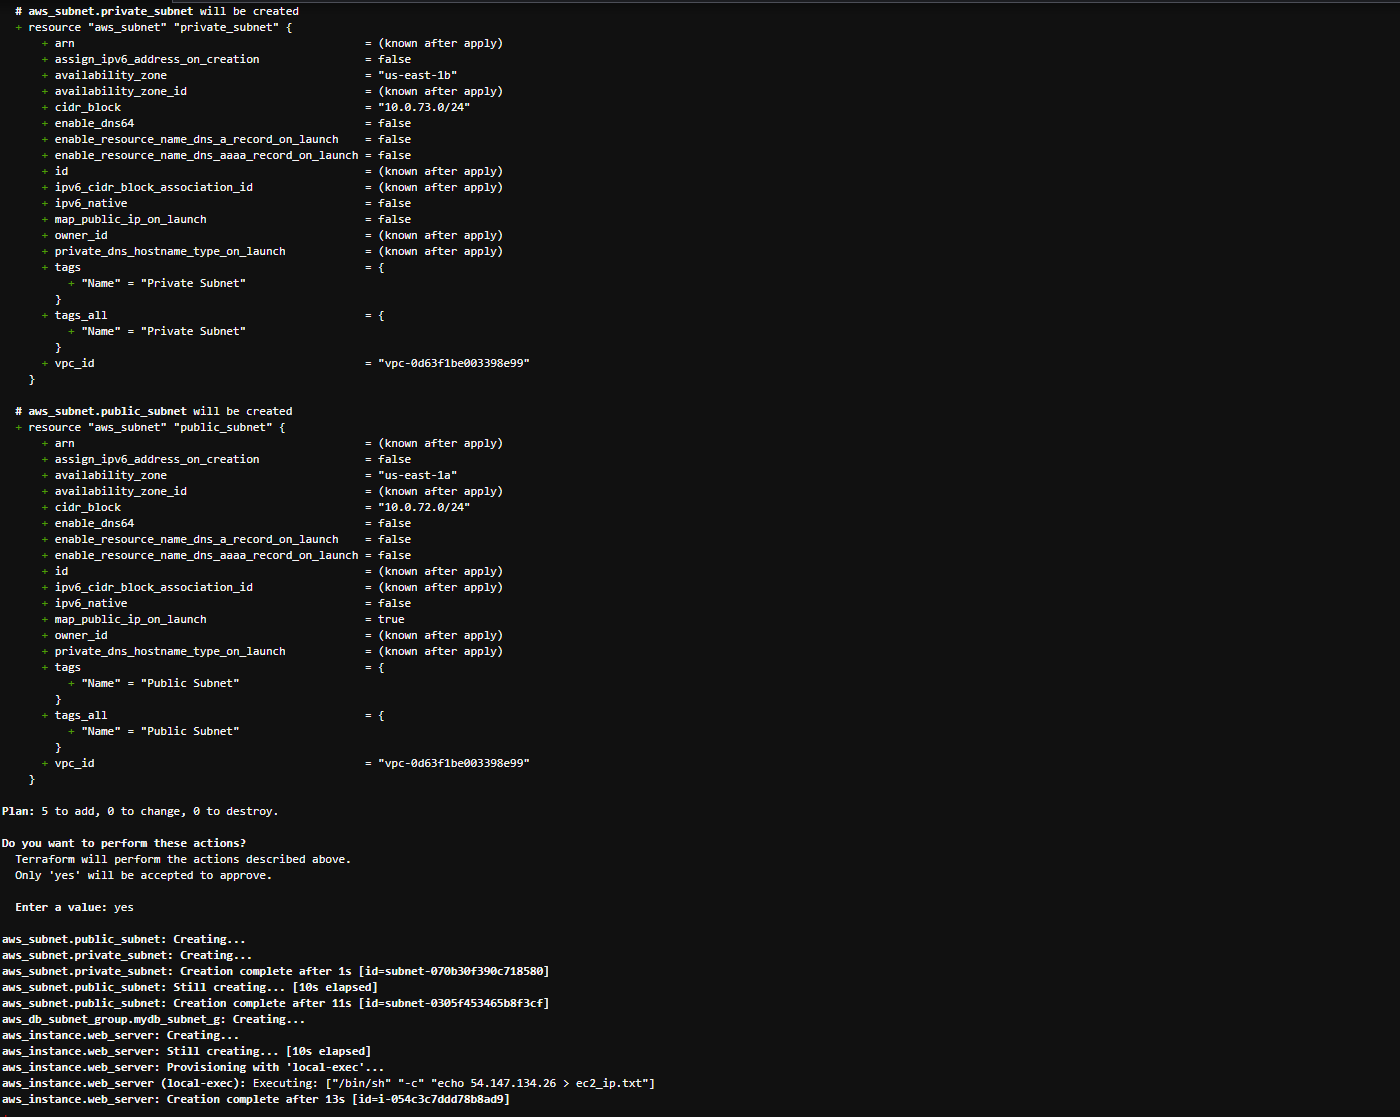 # aws_subnet.private_subnet will be created
+ resource "aws_subnet" "private_subnet" {
+ arn = (known after apply)
+ assign_ipv6_address_on_creation = false
+ availability_zone = "us-east-1b"
+ availability_zone_id = (known after apply)
+ cidr_block = "10.0.73.0/24"
+ enable_dns64 = false
+ enable_resource_name_dns_a_record_on_launch = false
+ enable_resource_name_dns_aaaa_record_on_launch = false
+ id = (known after apply)
+ ipv6_cidr_block_association_id = (known after apply)
+ ipv6_native = false
+ map_public_ip_on_launch = false
+ owner_id = (known after apply)
+ private_dns_hostname_type_on_launch = (known after apply)
+ tags = {
+ "Name" = "Private Subnet"
}
+ tags_all = {
+ "Name" = "Private Subnet"
}
+ vpc_id = "vpc-0d63f1be003398e99"
}
# aws_subnet.public_subnet will be created
+ resource "aws_subnet" "public_subnet" {
+ arn = (known after apply)
+ assign_ipv6_address_on_creation = false
+ availability_zone = "us-east-1a"
+ availability_zone_id = (known after apply)
+ cidr_block = "10.0.72.0/24"
+ enable_dns64 = false
+ enable_resource_name_dns_a_record_on_launch = false
+ enable_resource_name_dns_aaaa_record_on_launch = false
+ id = (known after apply)
+ ipv6_cidr_block_association_id = (known after apply)
+ ipv6_native = false
+ map_public_ip_on_launch = true
+ owner_id = (known after apply)
+ private_dns_hostname_type_on_launch = (known after apply)
+ tags = {
+ "Name" = "Public Subnet"
}
+ tags_all = {
+ "Name" = "Public Subnet"
}
+ vpc_id = "vpc-0d63f1be003398e99"
}
Plan: 5 to add, 0 to change, 0 to destroy.
Do you want to perform these actions?
Terraform will perform the actions described above.
Only 'yes' will be accepted to approve.
Enter a value: yes
aws_subnet.public_subnet: Creating...
aws_subnet.private_subnet: Creating...
aws_subnet.private_subnet: Creation complete after 1s [id=subnet-070b30f390c718580]
aws_subnet.public_subnet: Still creating... [10s elapsed]
aws_subnet.public_subnet: Creation complete after 11s [id=subnet-0305f453465b8f3cf]
aws_db_subnet_group.mydb_subnet_g: Creating...
aws_instance.web_server: Creating...
aws_instance.web_server: Still creating... [10s elapsed]
aws_instance.web_server: Provisioning with 'local-exec'...
aws_instance.web_server (local-exec): Executing: ["/bin/sh" "-c" "echo 54.147.134.26 > ec2_ip.txt"]
aws_instance.web_server: Creation complete after 13s [id=i-054c3c7ddd78b8ad9]